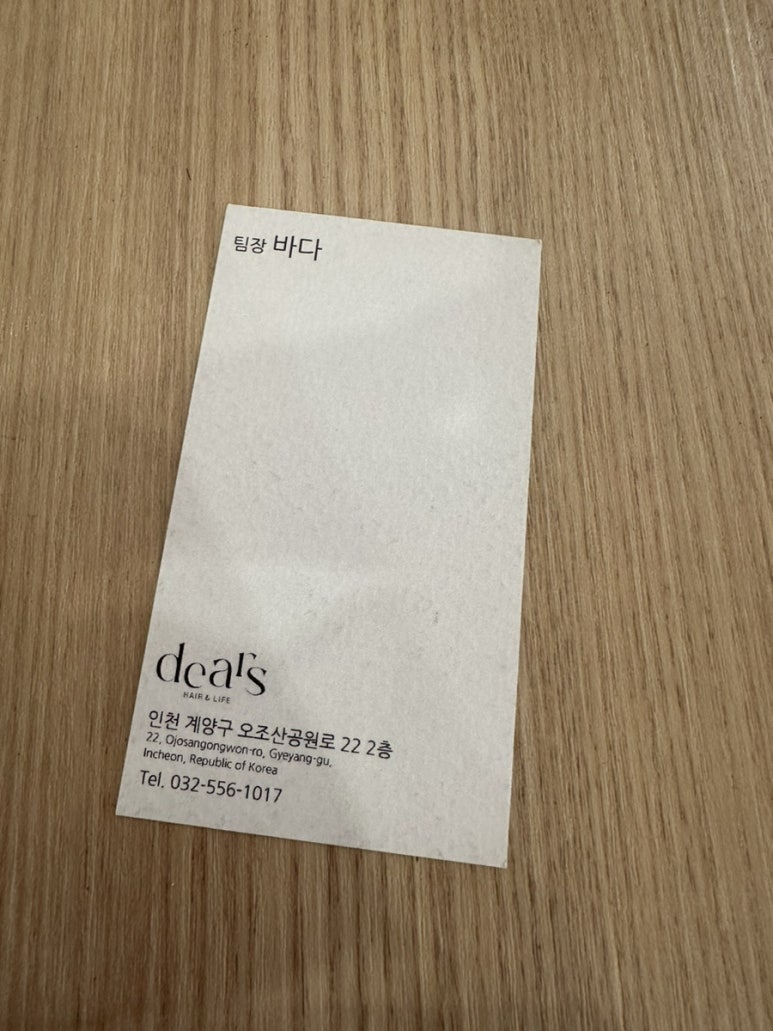 팀장 바다
dears
HAIR & LIFE
인천 계양구 오조산공원로 22 2층
22, Ojosangongwon-ro, Gyeyang-gu,
Incheon, Republic of Korea
Tel. 032-556-1017